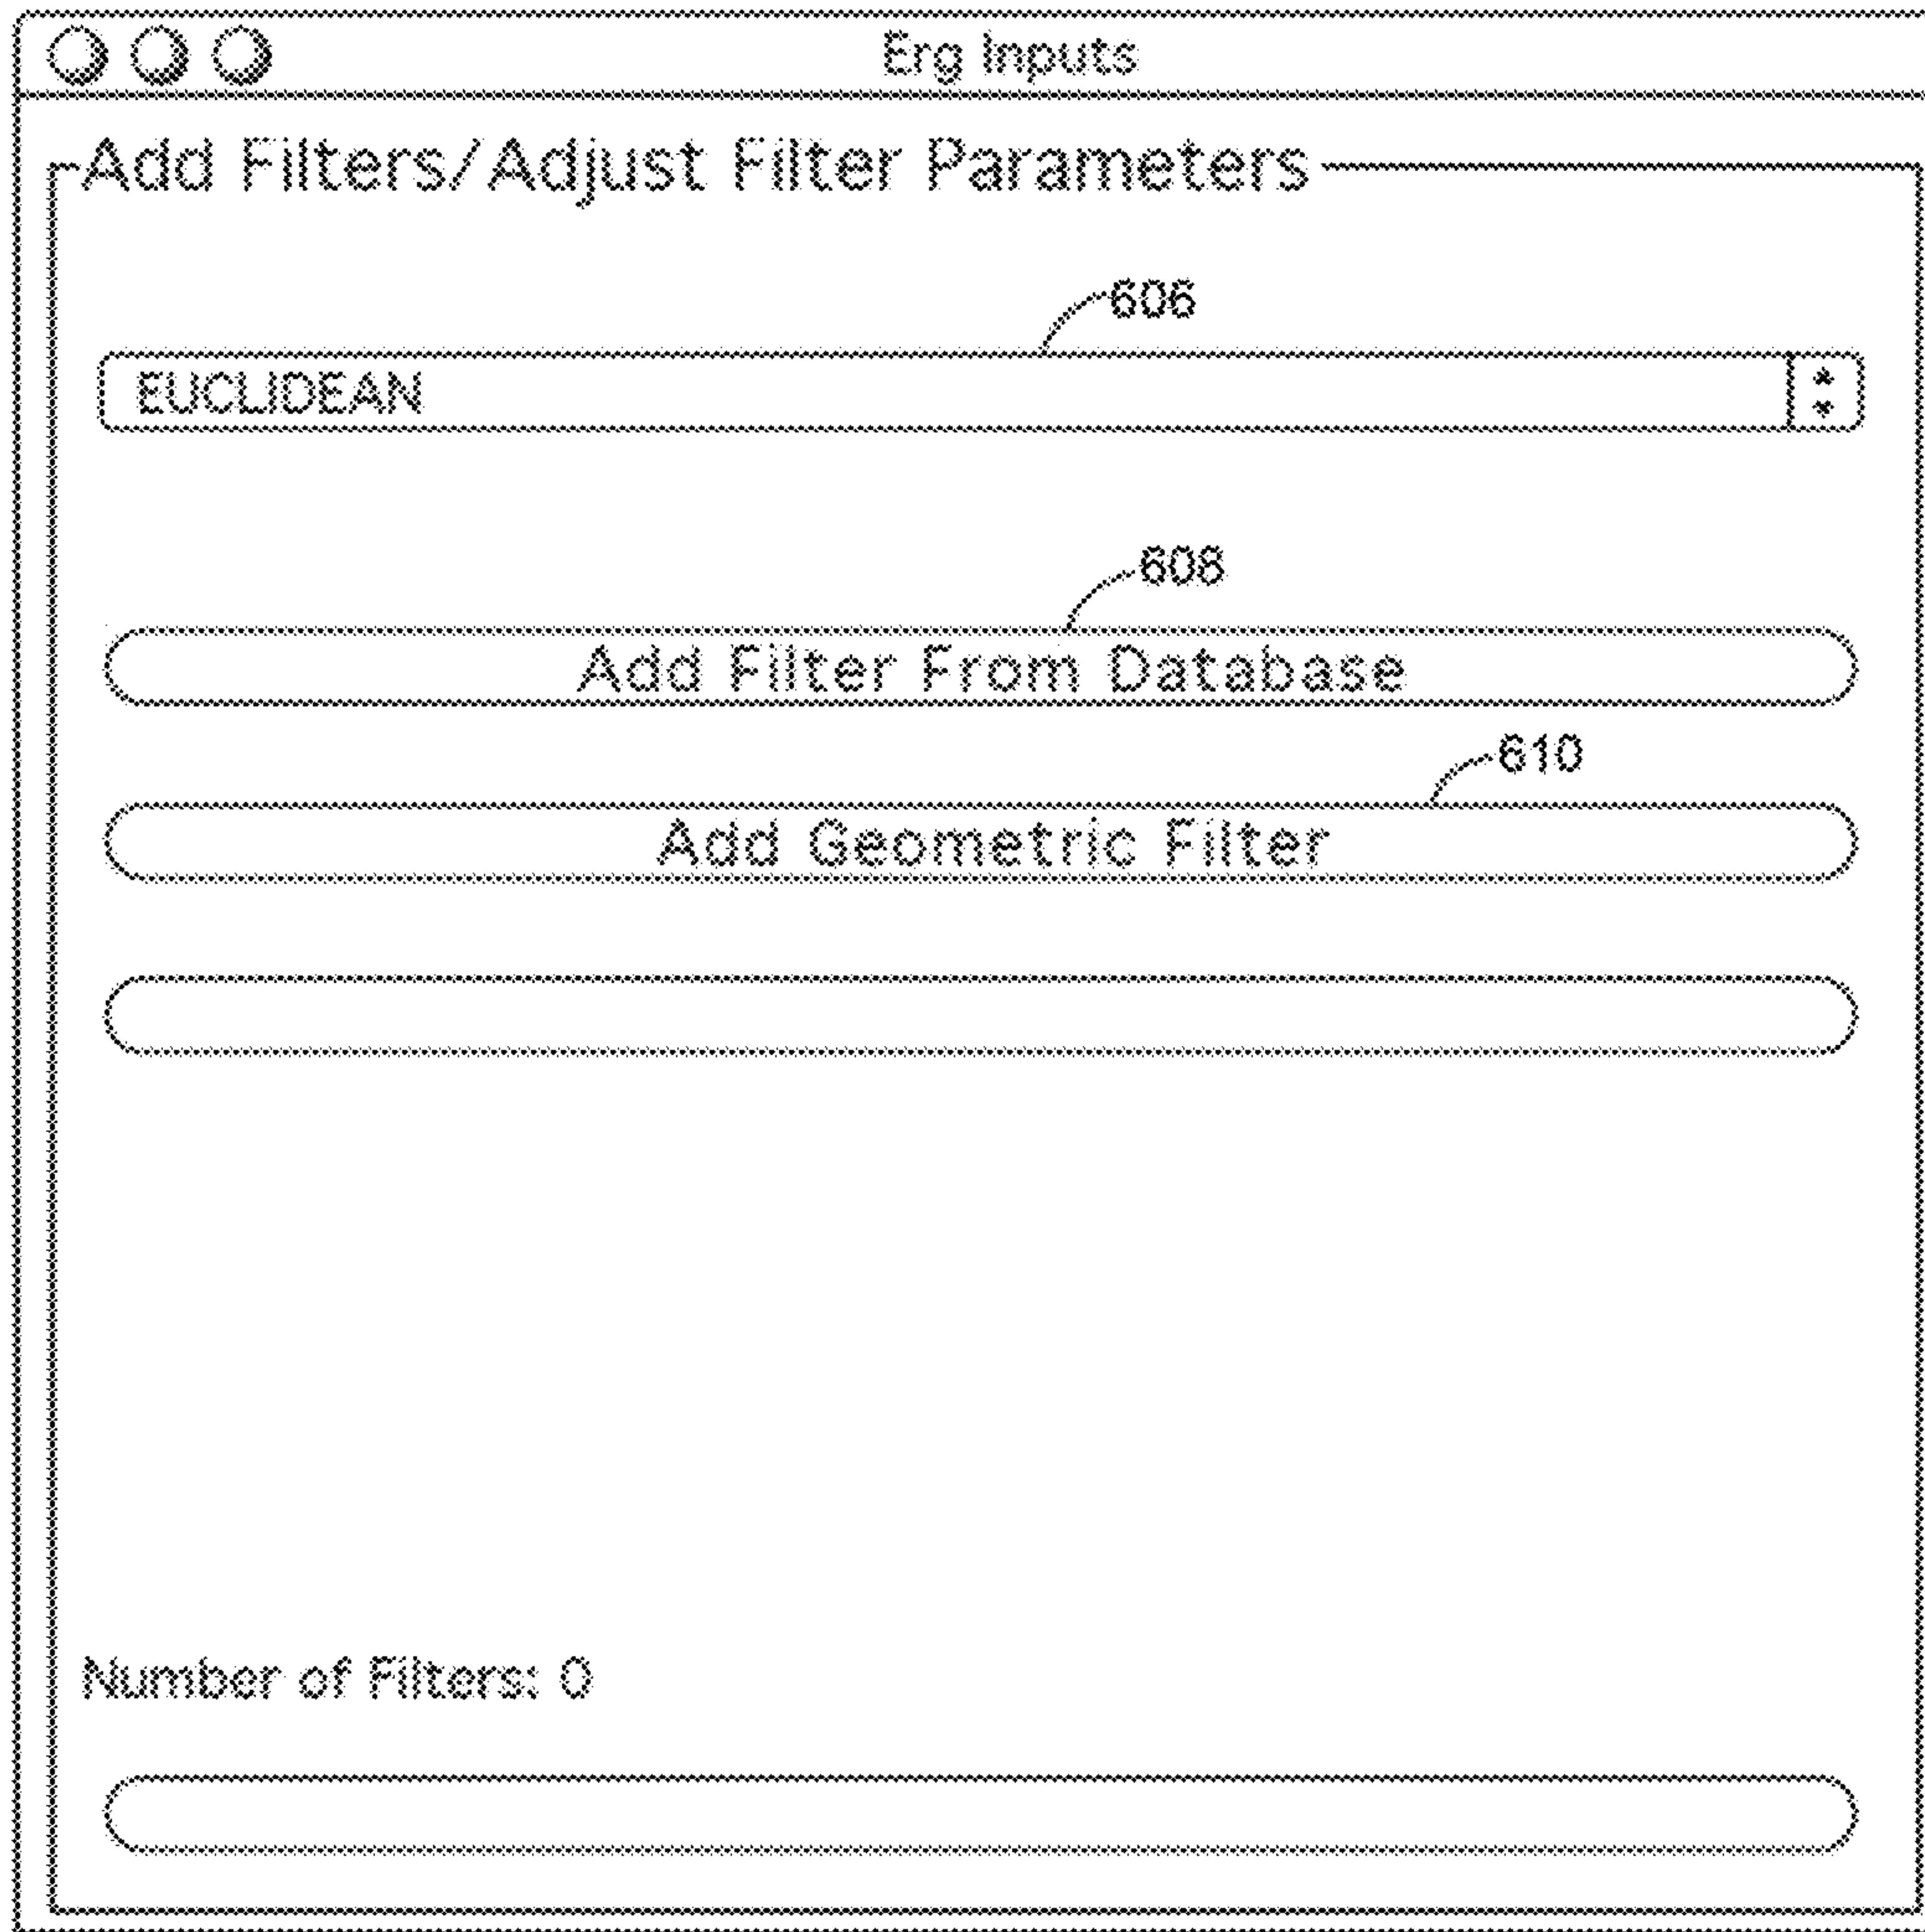 Erg Inputs
Add Filters/Adjust Filter Parameters
606
EUCLIDEAN
608
Add Filter From Database
610
Add Geometric Filter
Number of Filters: 0